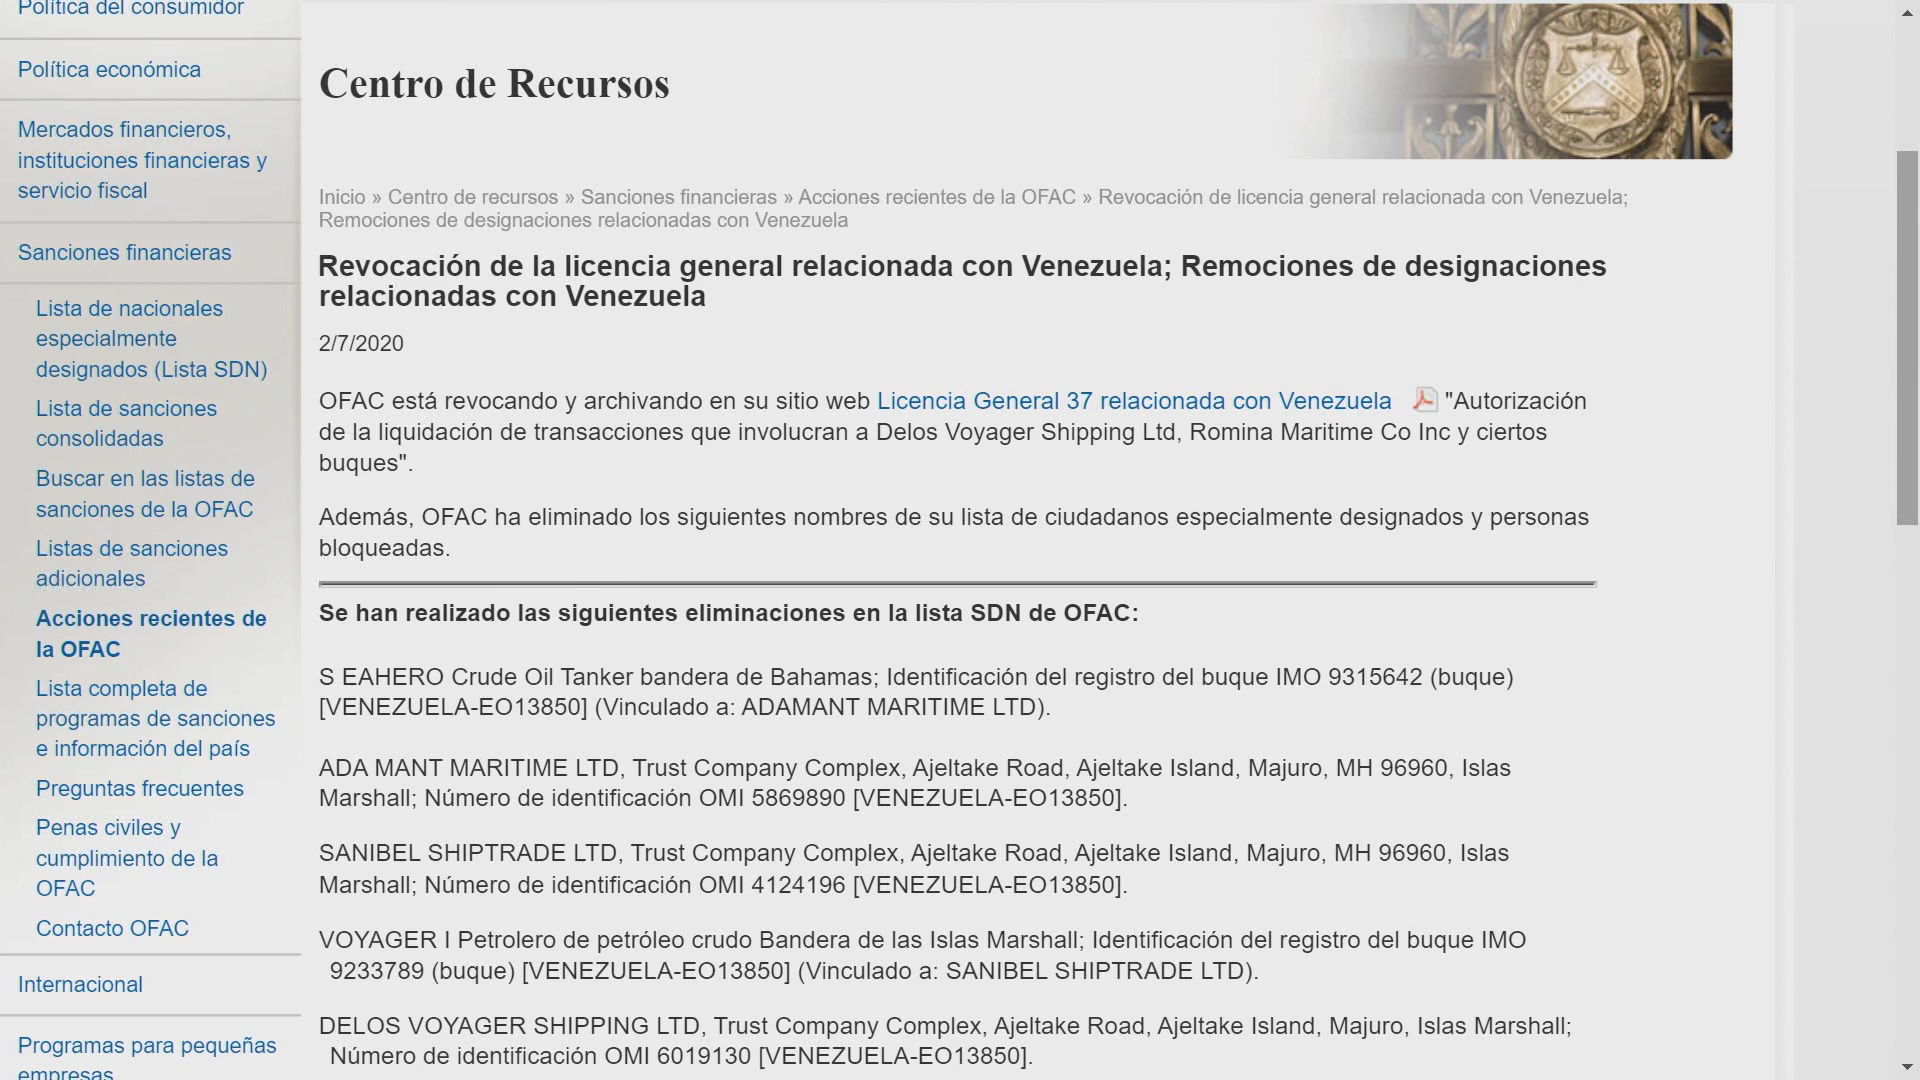 Política del consumidor
Política económica
Mercados financieros,
instituciones financieras y
servicio fiscal
Sanciones financieras
Lista de nacionales
especialmente
designados (Lista SDN)
Lista de sanciones
consolidadas
Buscar en las listas de
sanciones de la OFAC
Listas de sanciones
adicionales
Acciones recientes de
la OFAC
Lista completa de
programas de sanciones
e información del país
Preguntas frecuentes
Penas civiles y
cumplimiento de la
OFAC
Contacto OFAC
Internacional
Programas para pequeñas
empresas
Centro de Recursos
Inicio » Centro de recursos » Sanciones financieras » Acciones recientes de la OFAC » Revocación de licencia general relacionada con Venezuela;
Remociones de designaciones relacionadas con Venezuela
Revocación de la licencia general relacionada con Venezuela; Remociones de designaciones
relacionadas con Venezuela
2/7/2020
OFAC está revocando y archivando en su sitio web Licencia General 37 relacionada con Venezuela "Autorización
de la liquidación de transacciones que involucran a Delos Voyager Shipping Ltd, Romina Maritime Co Inc y ciertos
buques".
Además, OFAC ha eliminado los siguientes nombres de su lista de ciudadanos especialmente designados y personas
bloqueadas.
Se han realizado las siguientes eliminaciones en la lista SDN de OFAC:
S EAHERO Crude Oil Tanker bandera de Bahamas; Identificación del registro del buque IMO 9315642 (buque)
[VENEZUELA-EO13850] (Vinculado a: ADAMANT MARITIME LTD).
ADA MANT MARITIME LTD, Trust Company Complex, Ajeltake Road, Ajeltake Island, Majuro, MH 96960, Islas
Marshall; Número de identificación OMI 5869890 [VENEZUELA-EO13850].
SANIBEL SHIPTRADE LTD, Trust Company Complex, Ajeltake Road, Ajeltake Island, Majuro, MH 96960, Islas
Marshall; Número de identificación OMI 4124196 [VENEZUELA-EO13850].
VOYAGER I Petrolero de petróleo crudo Bandera de las Islas Marshall; Identificación del registro del buque IMO
9233789 (buque) [VENEZUELA-EO13850] (Vinculado a: SANIBEL SHIPTRADE LTD).
DELOS VOYAGER SHIPPING LTD, Trust Company Complex, Ajeltake Road, Ajeltake Island, Majuro, Islas Marshall;
Número de identificación OMI 6019130 [VENEZUELA-EO13850].